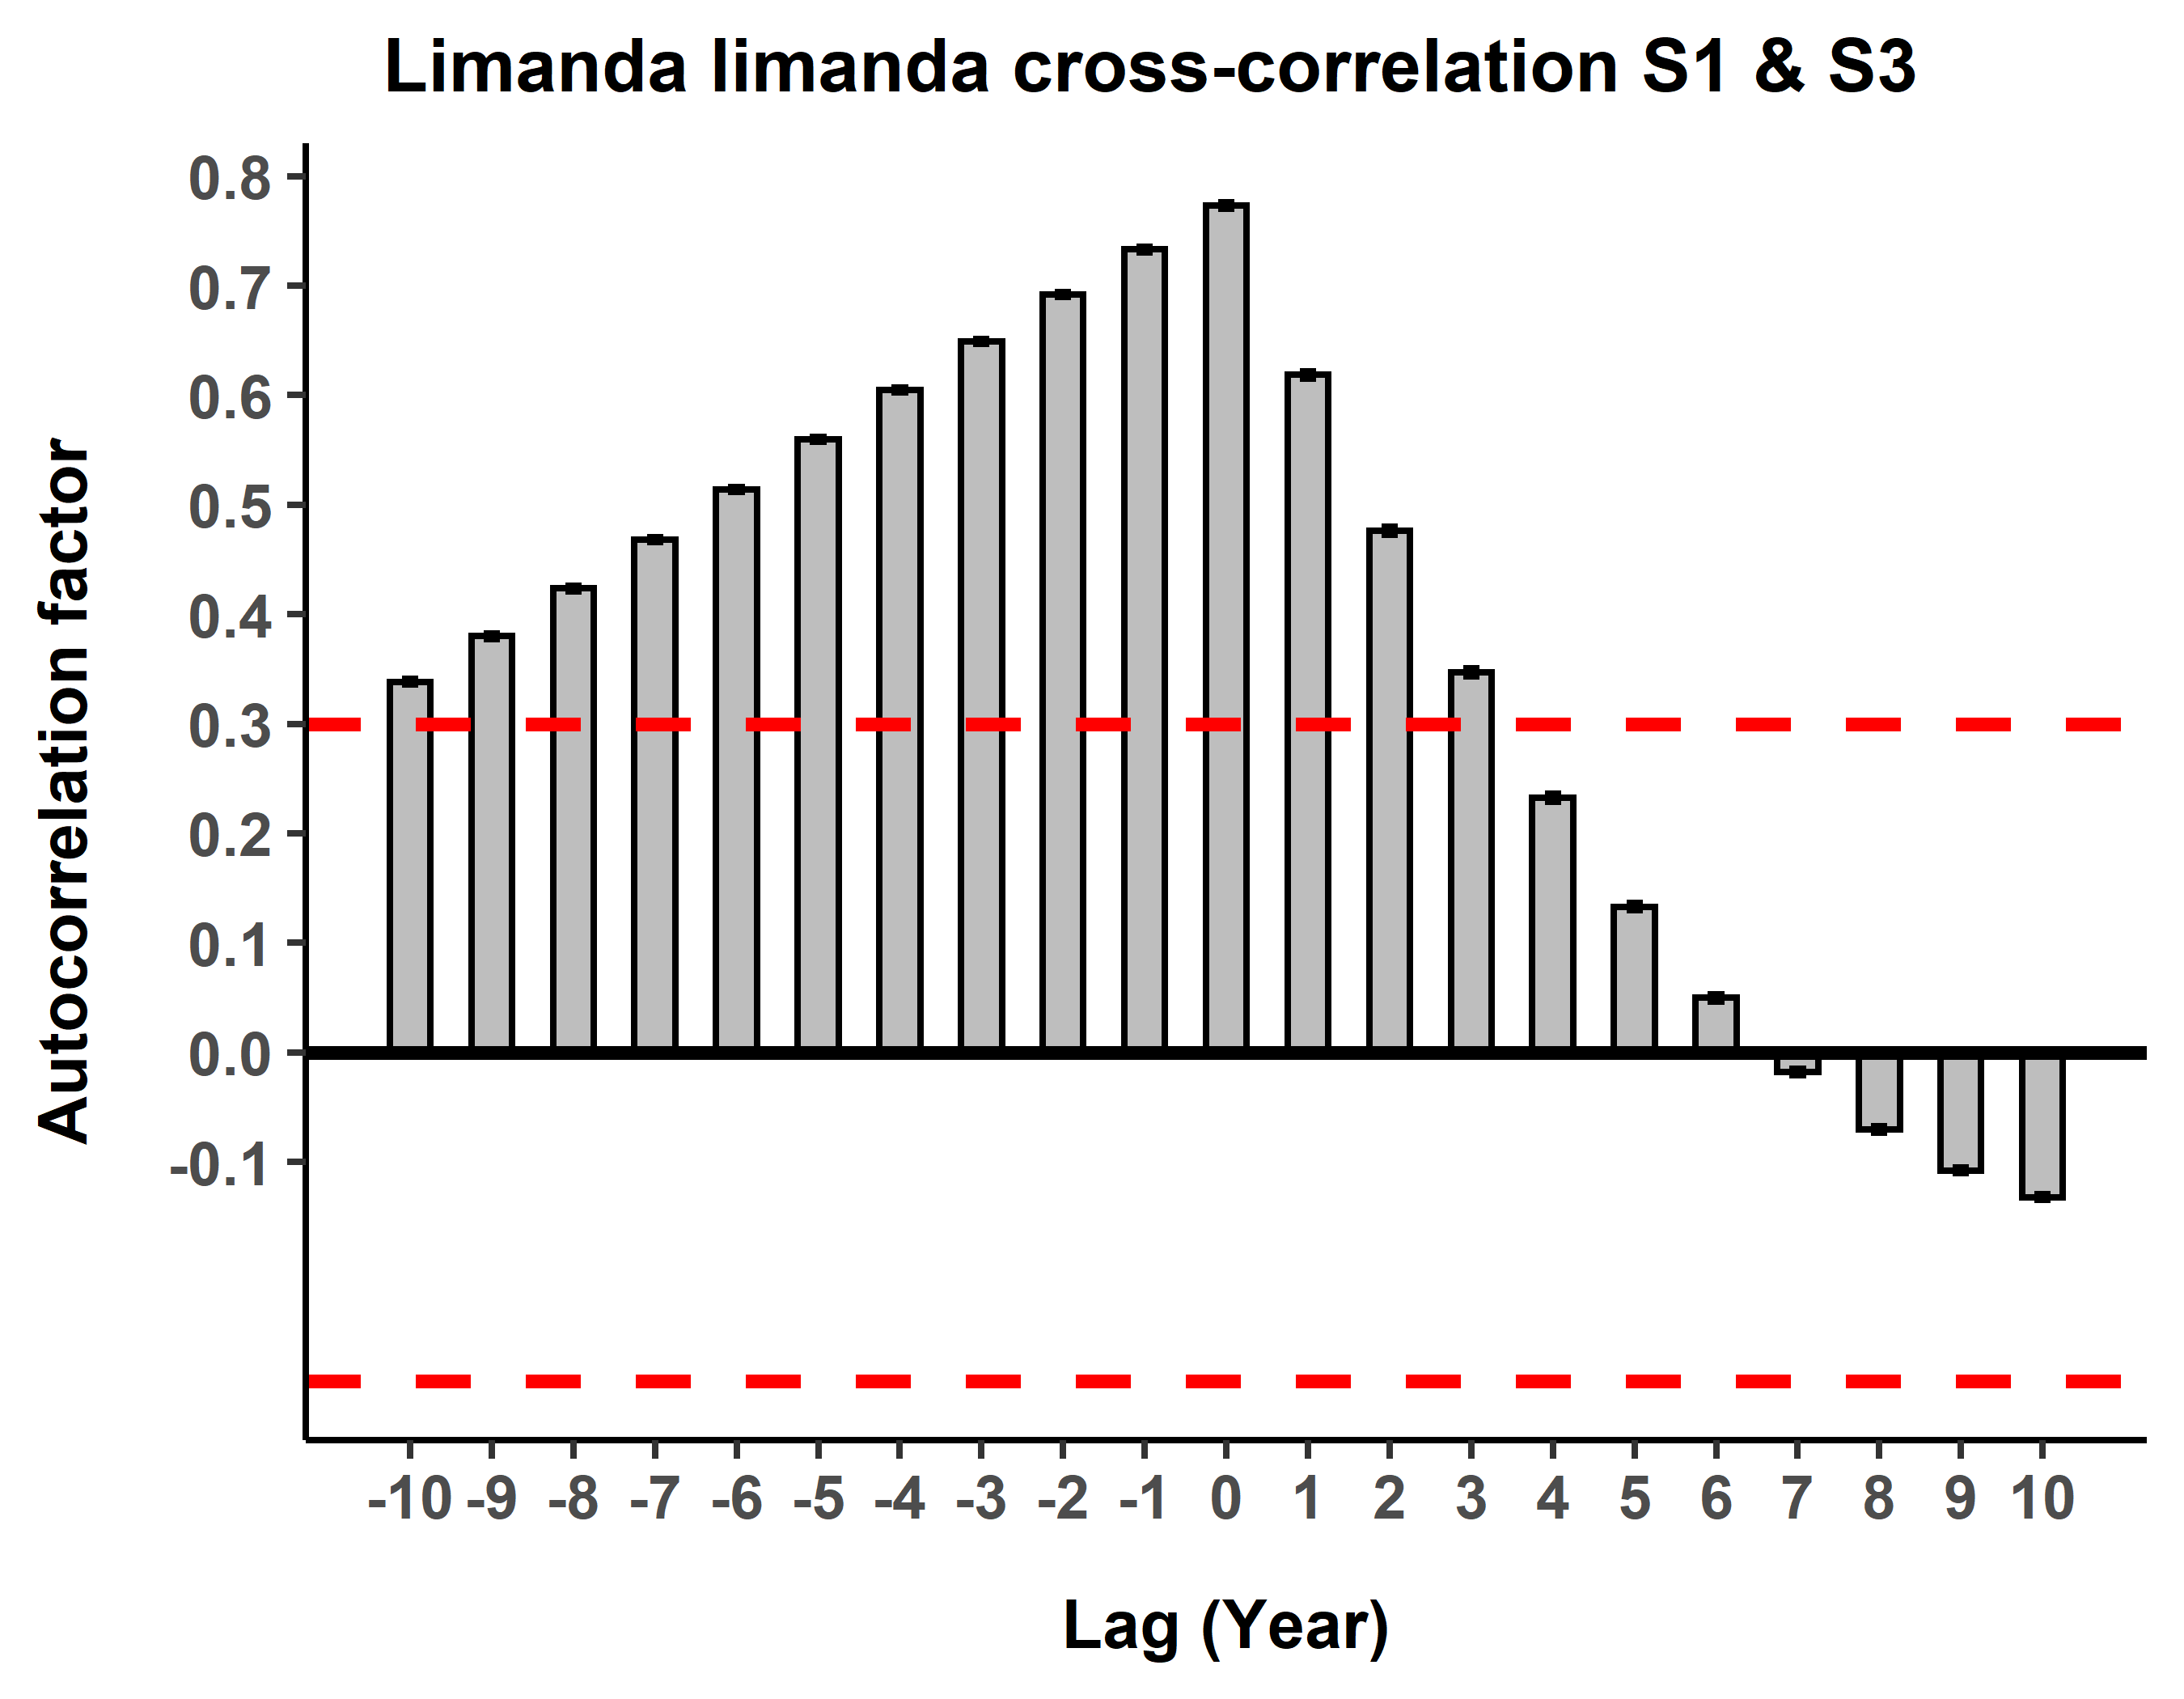 Limanda limanda cross-correlation S1 & S3
Autocorrelation factor
0.8
0.7
0.6
0.5
0.4
0.3
0.2
0.1
0.0
-0.1
-10 -9 -8 -7 -6 -5 -4 -3 -2 -1 0 1 2 3 4 5 6 7 8 9 10
Lag (Year)